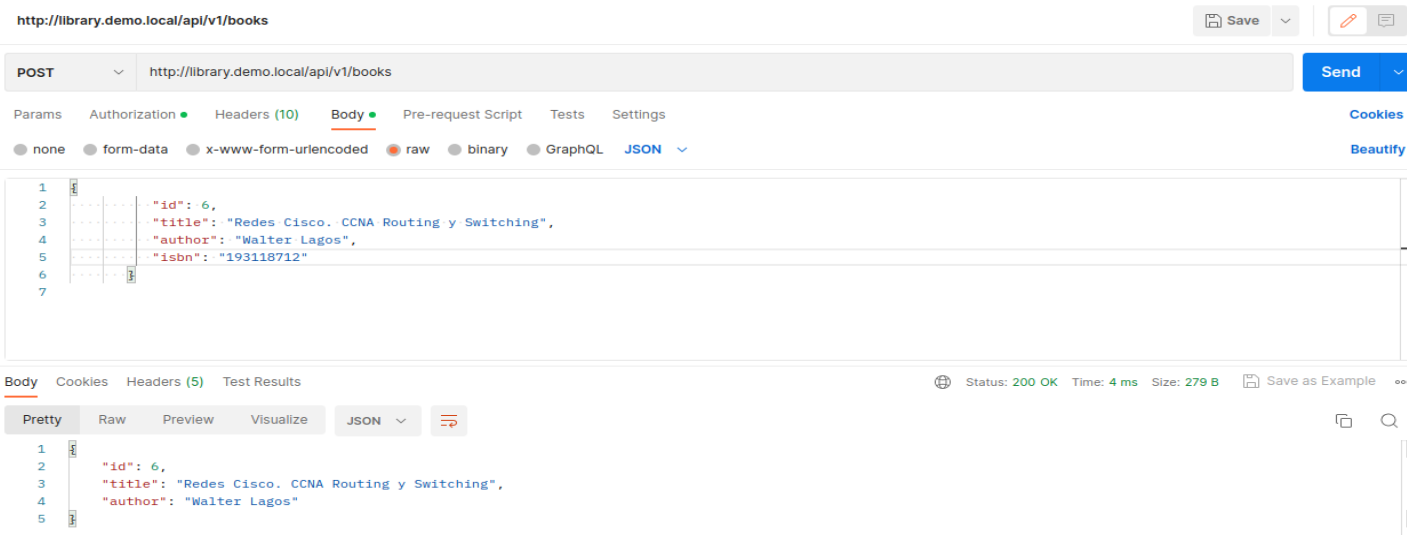 http://library.demo.local/api/v1/books Save
POST http://library.demo.local/api/v1/books Send
Params Authorization Headers (10) Body Pre-request Script Tests Settings Cookies
none form-data x-www-form-urlencoded raw binary GraphQL JSON Beautify
1 {
2 "id": 6,
3 "title": "Redes Cisco. CCNA Routing y Switching",
4 "author": "Walter Lagos",
5 "isbn": "193118712"
6 }
7
Body Cookies Headers (5) Test Results Status: 200 OK Time: 4 ms Size: 279 B Save as Example
Pretty Raw Preview Visualize JSON
1 {
2 "id": 6,
3 "title": "Redes Cisco. CCNA Routing y Switching",
4 "author": "Walter Lagos"
5 }